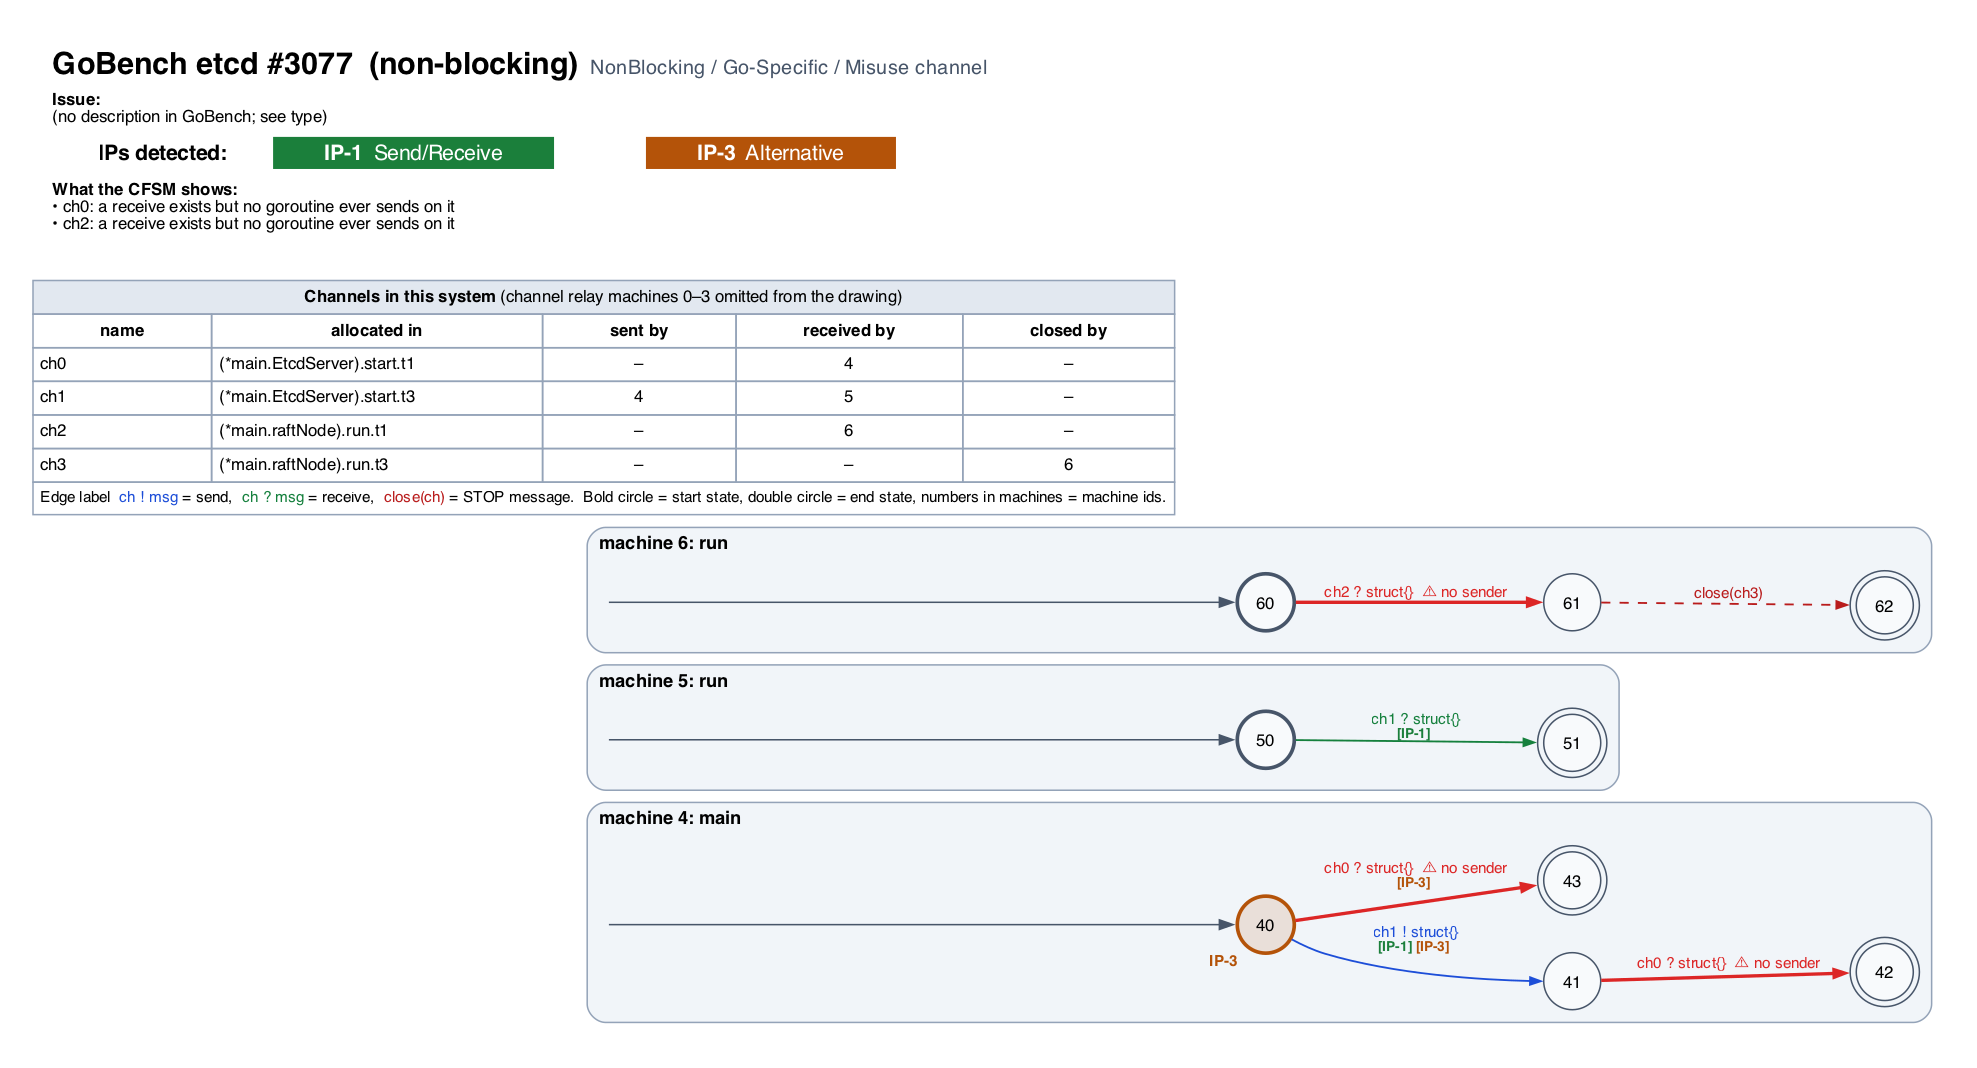 GoBench etcd #3077  (non-blocking) NonBlocking / Go-Specific / Misuse channel
Issue:
(no description in GoBench; see type)
IPs detected:
IP-1 Send/Receive
IP-3 Alternative
What the CFSM shows:
• ch0: a receive exists but no goroutine ever sends on it
• ch2: a receive exists but no goroutine ever sends on it
Channels in this system (channel relay machines 0–3 omitted from the drawing)
name allocated in sent by received by closed by
ch0 (*main.EtcdServer).start.t1 – 4 –
ch1 (*main.EtcdServer).start.t3 4 5 –
ch2 (*main.raftNode).run.t1 – 6 –
ch3 (*main.raftNode).run.t3 – – 6
Edge label ch ! msg = send, ch ? msg = receive, close(ch) = STOP message. Bold circle = start state, double circle = end state, numbers in machines = machine ids.
machine 6: run
60
ch2 ? struct{} ⚠ no sender
61
close(ch3)
62
machine 5: run
50
ch1 ? struct{}
[IP-1]
51
machine 4: main
40
IP-3
ch0 ? struct{} ⚠ no sender
[IP-3]
43
ch1 ! struct{}
[IP-1] [IP-3]
41
ch0 ? struct{} ⚠ no sender
42